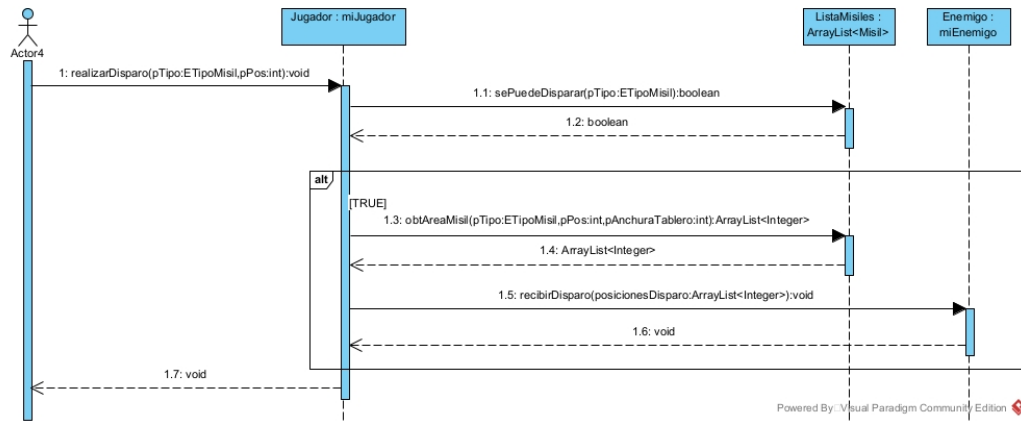 Actor4
Jugador : miJugador
ListaMisiles :
ArrayList<Misil>
Enemigo :
miEnemigo
1: realizarDisparo(pTipo:ETipoMisil,pPos:int):void
1.1: sePuedeDisparar(pTipo:ETipoMisil):boolean
1.2: boolean
alt
[TRUE]
1.3: obtAreaMisil(pTipo:ETipoMisil,pPos:int,pAnchuraTablero:int):ArrayList<Integer>
1.4: ArrayList<Integer>
1.5: recibirDisparo(posicionesDisparo:ArrayList<Integer>):void
1.6: void
1.7: void
Powered By Visual Paradigm Community Edition